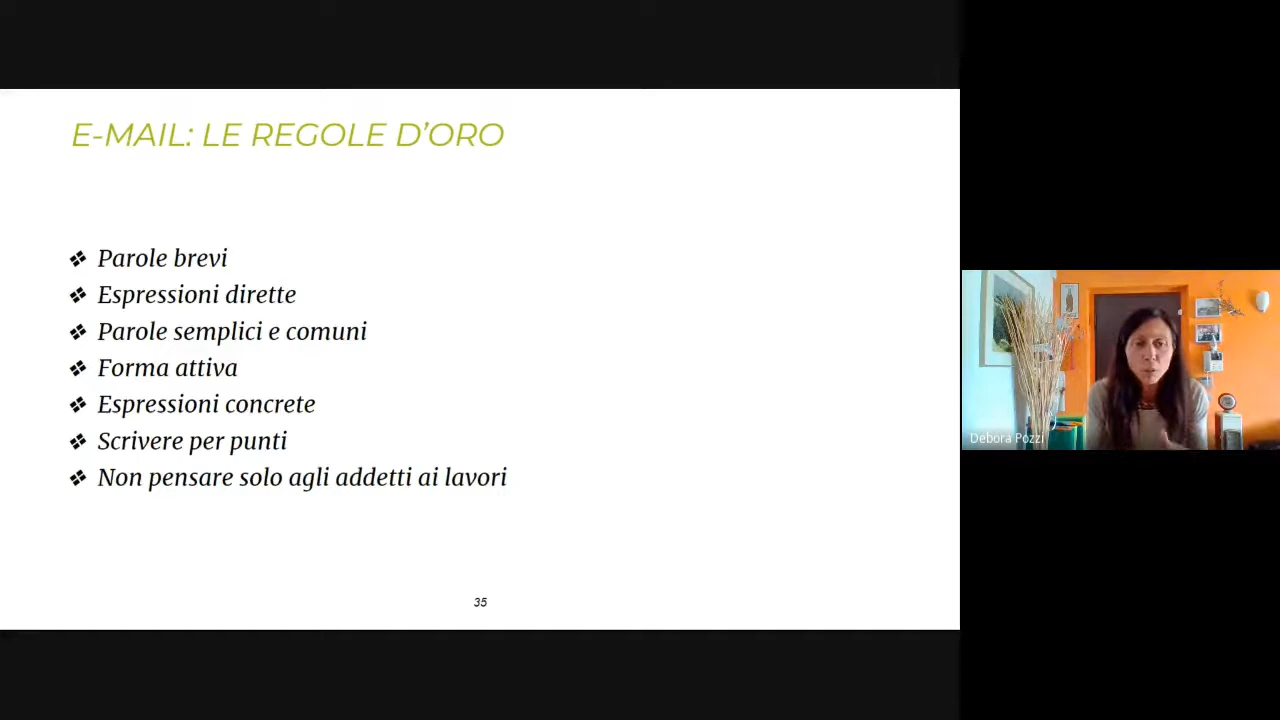 E-MAIL: LE REGOLE D’ORO
❖ Parole brevi
❖ Espressioni dirette
❖ Parole semplici e comuni
❖ Forma attiva
❖ Espressioni concrete
❖ Scrivere per punti
❖ Non pensare solo agli addetti ai lavori
35
Debora Pozzi